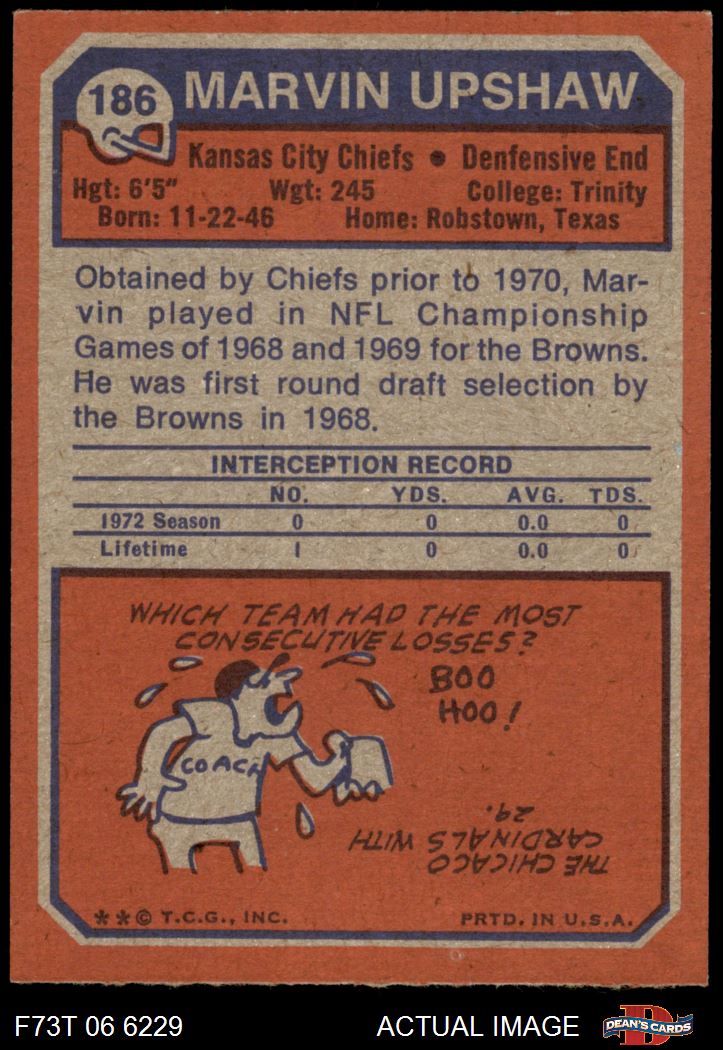 186 MARVIN UPSHAW
Kansas City Chiefs ● Denfensive End
Hgt: 6'5" Wgt: 245 College: Trinity
Born: 11-22-46 Home: Robstown, Texas
Obtained by Chiefs prior to 1970, Mar-
vin played in NFL Championship
Games of 1968 and 1969 for the Browns.
He was first round draft selection by
the Browns in 1968.
INTERCEPTION RECORD
NO. YDS. AVG. TDS.
1972 Season 0 0 0.0 0
Lifetime 1 0 0.0 0
WHICH TEAM HAD THE MOST
CONSECUTIVE LOSSES?
BOO
HOO!
COACH
THE CHICACO
CARDINALS WITH
29.
**© T.C.G., INC. PRTD. IN U.S.A.
F73T 06 6229 ACTUAL IMAGE DEAN'S CARDS